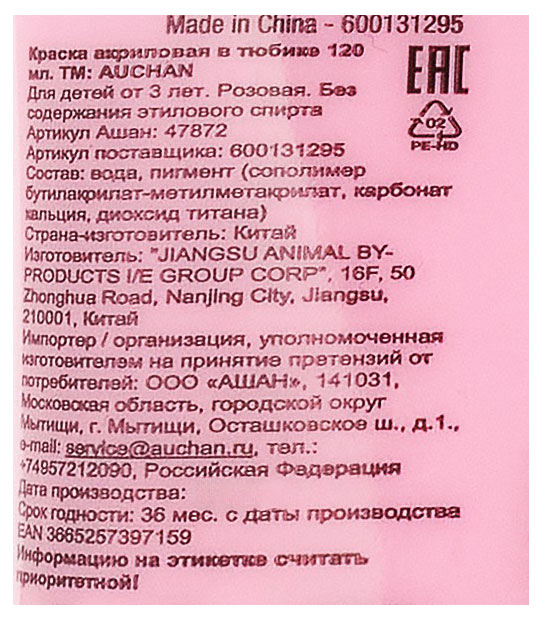 Made in China - 600131295
Краска акриловая в тюбике 120
мл. ТМ: AUCHAN
Для детей от 3 лет. Розовая. Без
содержания этилового спирта
Артикул Ашан: 47872
Артикул поставщика: 600131295
Состав: вода, пигмент (сополимер
бутилакрилат-метилметакрилат, карбонат
кальция, диоксид титана)
Страна-изготовитель: Китай
Изготовитель: "JIANGSU ANIMAL BY-
PRODUCTS I/E GROUP CORP", 16F, 50
Zhonghua Road, Nanjing City, Jiangsu,
210001, Китай
Импортер / организация, уполномоченная
изготовителем на принятие претензий от
потребителей: ООО «АШАН», 141031,
Московская область, городской округ
Мытищи, г. Мытищи, Осташковское ш., д.1.,
e-mail: service@auchan.ru, тел.:
+74957212090, Российская Федерация
Дата производства:
Срок годности: 36 мес. с даты производства
EAN 3665257397159
Информацию на этикетке считать
приоритетной!
EAC
02
PE-HD